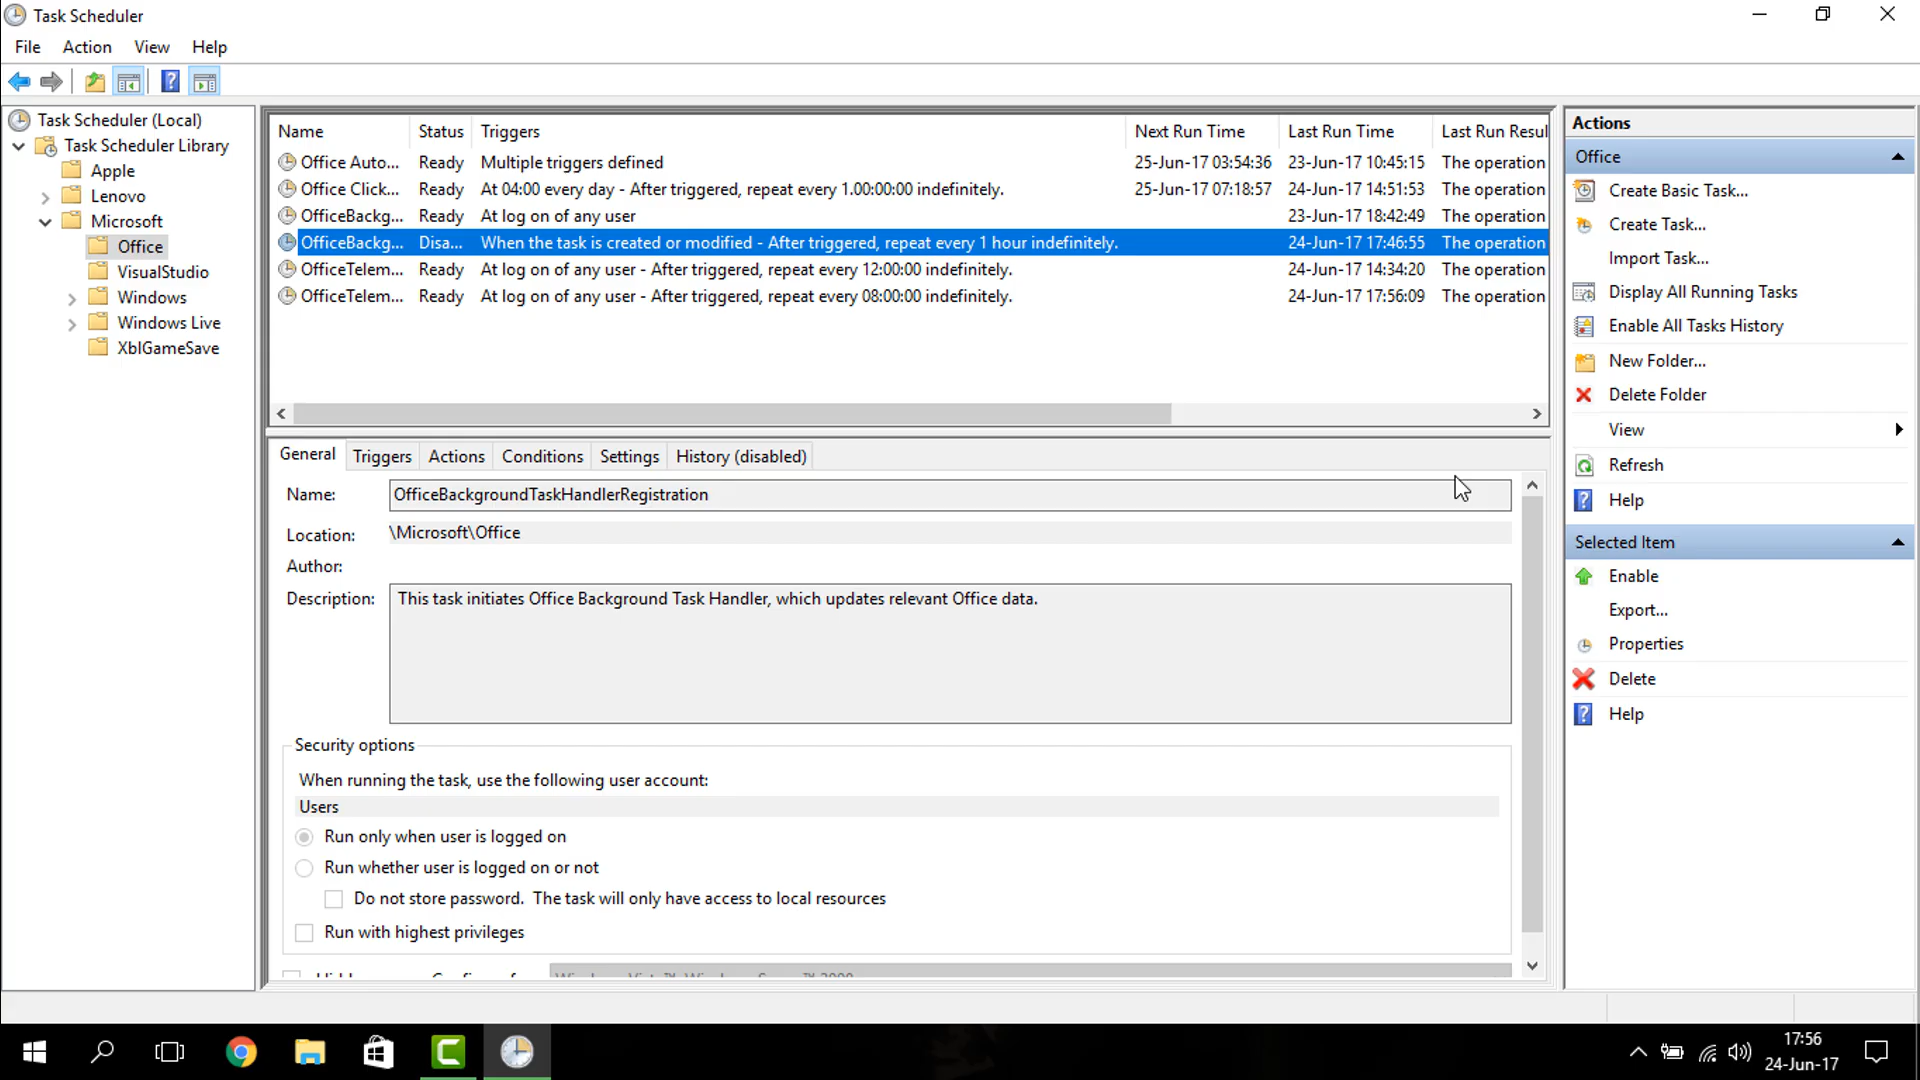 Task Scheduler
File Action View Help
Task Scheduler (Local)
Task Scheduler Library
Apple
Lenovo
Microsoft
Office
VisualStudio
Windows
Windows Live
XblGameSave
Name Status Triggers Next Run Time Last Run Time Last Run Resul
Office Auto... Ready Multiple triggers defined 25-Jun-17 03:54:36 23-Jun-17 10:45:15 The operation
Office Click... Ready At 04:00 every day - After triggered, repeat every 1.00:00:00 indefinitely. 25-Jun-17 07:18:57 24-Jun-17 14:51:53 The operation
OfficeBackg... Ready At log on of any user 23-Jun-17 18:42:49 The operation
OfficeBackg... Disa... When the task is created or modified - After triggered, repeat every 1 hour indefinitely. 24-Jun-17 17:46:55 The operation
OfficeTelem... Ready At log on of any user - After triggered, repeat every 12:00:00 indefinitely. 24-Jun-17 14:34:20 The operation
OfficeTelem... Ready At log on of any user - After triggered, repeat every 08:00:00 indefinitely. 24-Jun-17 17:56:09 The operation
General Triggers Actions Conditions Settings History (disabled)
Name: OfficeBackgroundTaskHandlerRegistration
Location: \Microsoft\Office
Author:
Description: This task initiates Office Background Task Handler, which updates relevant Office data.
Security options
When running the task, use the following user account:
Users
Run only when user is logged on
Run whether user is logged on or not
Do not store password. The task will only have access to local resources
Run with highest privileges
Actions
Office
Create Basic Task...
Create Task...
Import Task...
Display All Running Tasks
Enable All Tasks History
New Folder...
Delete Folder
View
Refresh
Help
Selected Item
Enable
Export...
Properties
Delete
Help
17:56
24-Jun-17